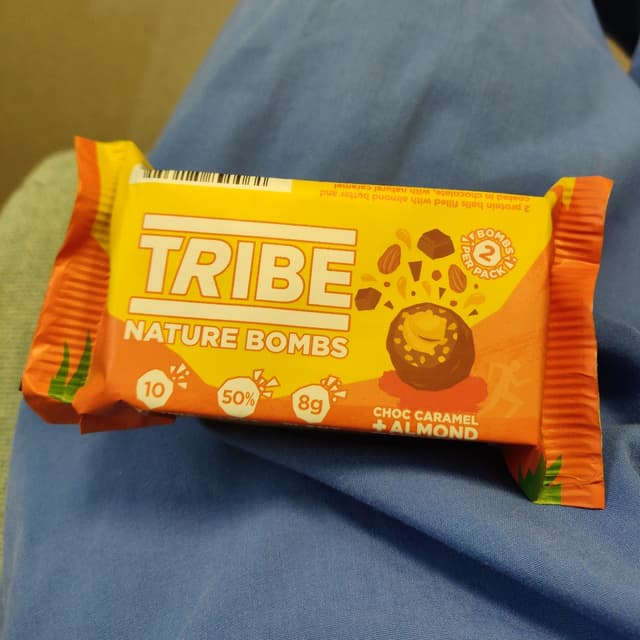 2 protein balls filled with almond butter and
coated in chocolate, with natural caramel
TRIBE
NATURE BOMBS
BOMBS
2
PER PACK
10
50%
8g
CHOC CARAMEL
+ALMOND